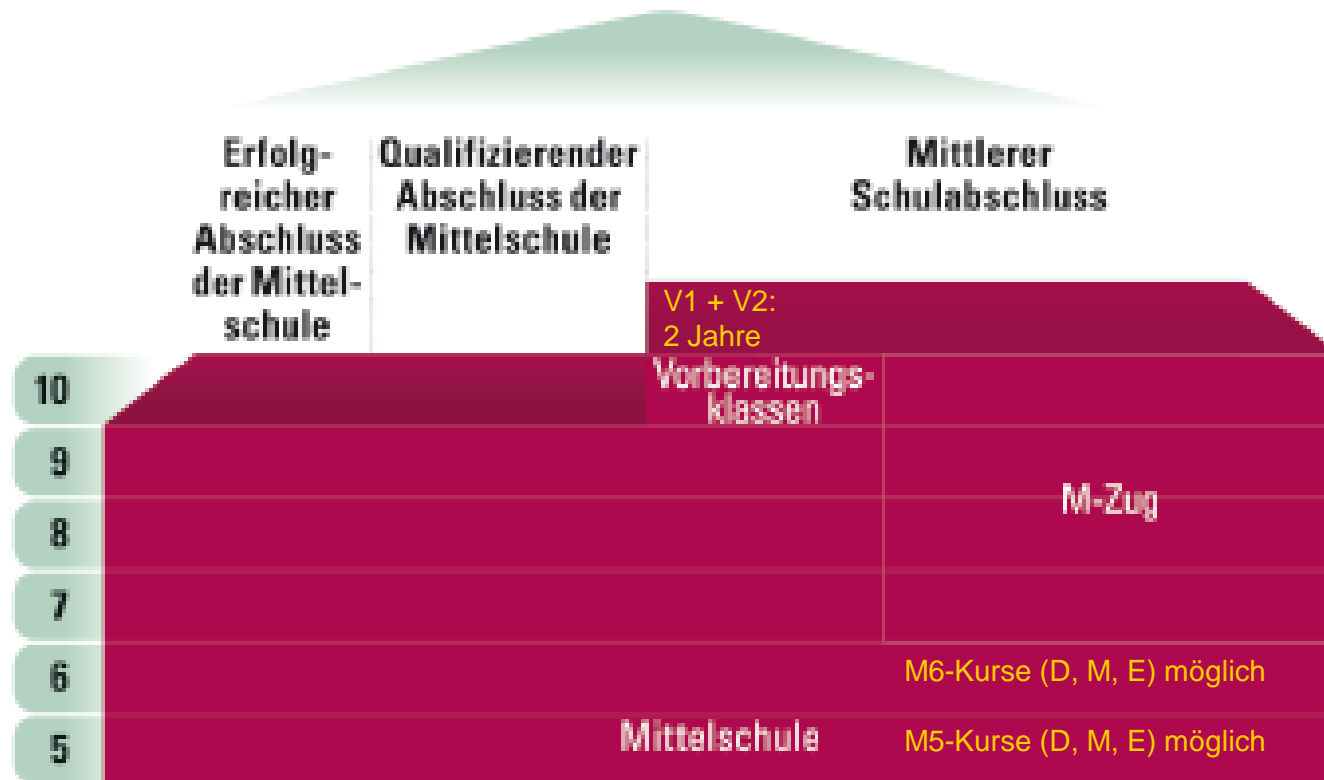 Erfolg-
reicher
Abschluss
der Mittel-
schule
Qualifizierender
Abschluss der
Mittelschule
Mittlerer
Schulabschluss
V1 + V2:
2 Jahre
10
Vorbereitungs-
klassen
9
M-Zug
8
7
6
M6-Kurse (D, M, E) möglich
5
Mittelschule
M5-Kurse (D, M, E) möglich